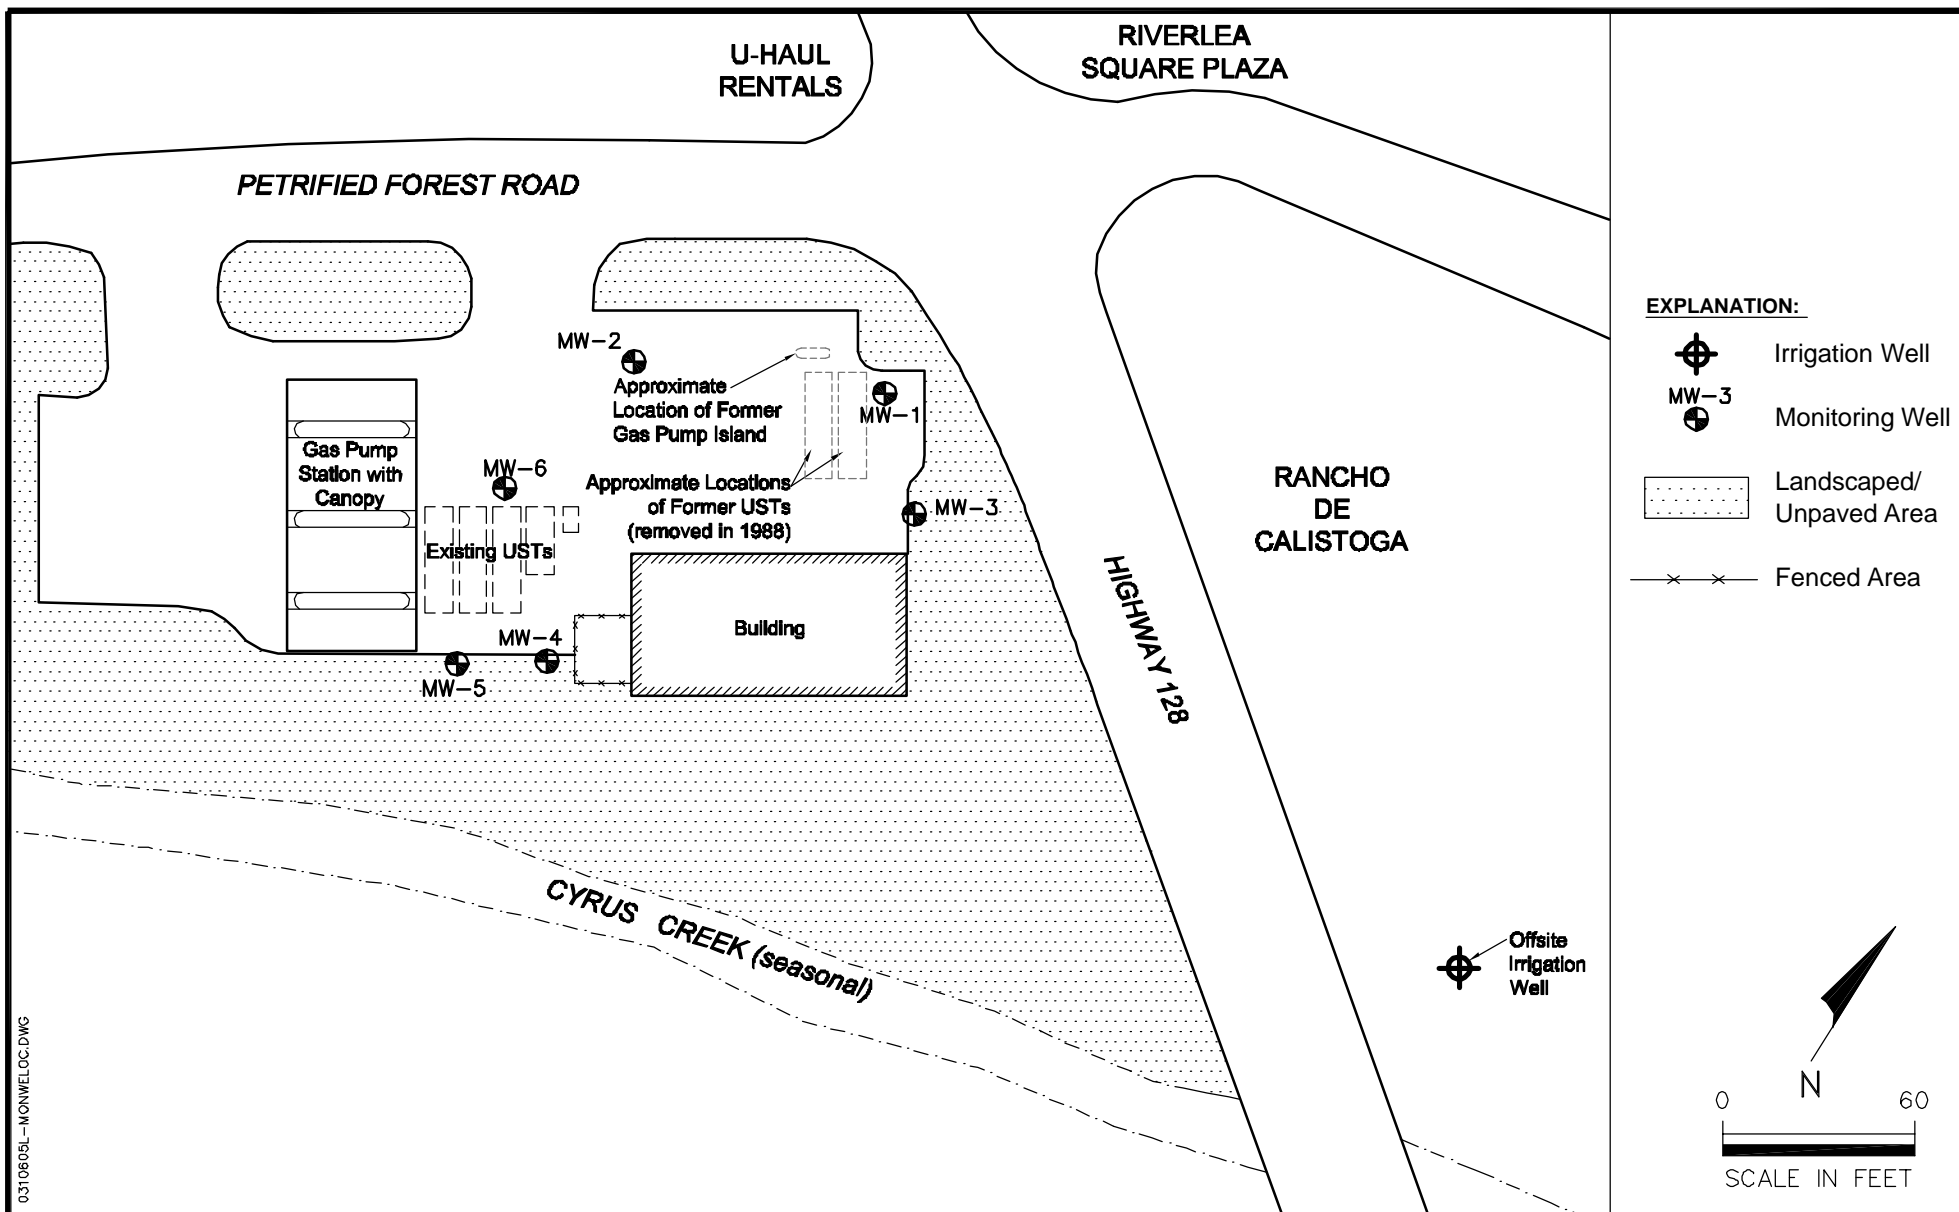 U-HAUL
RENTALS
RIVERLEA
SQUARE PLAZA
PETRIFIED FOREST ROAD
MW-2
Approximate
Location of Former
Gas Pump Island
MW-1
Gas Pump
Station with
Canopy
MW-6
Approximate Locations
of Former USTs
(removed in 1988)
MW-3
Existing USTs
Building
MW-4
MW-5
RANCHO
DE
CALISTOGA
HIGHWAY 128
CYRUS CREEK (seasonal)
Offsite
Irrigation
Well
EXPLANATION:
Irrigation Well
MW-3
Monitoring Well
Landscaped/
Unpaved Area
Fenced Area
N
0 60
SCALE IN FEET
0310605L-MONWELOC.DWG